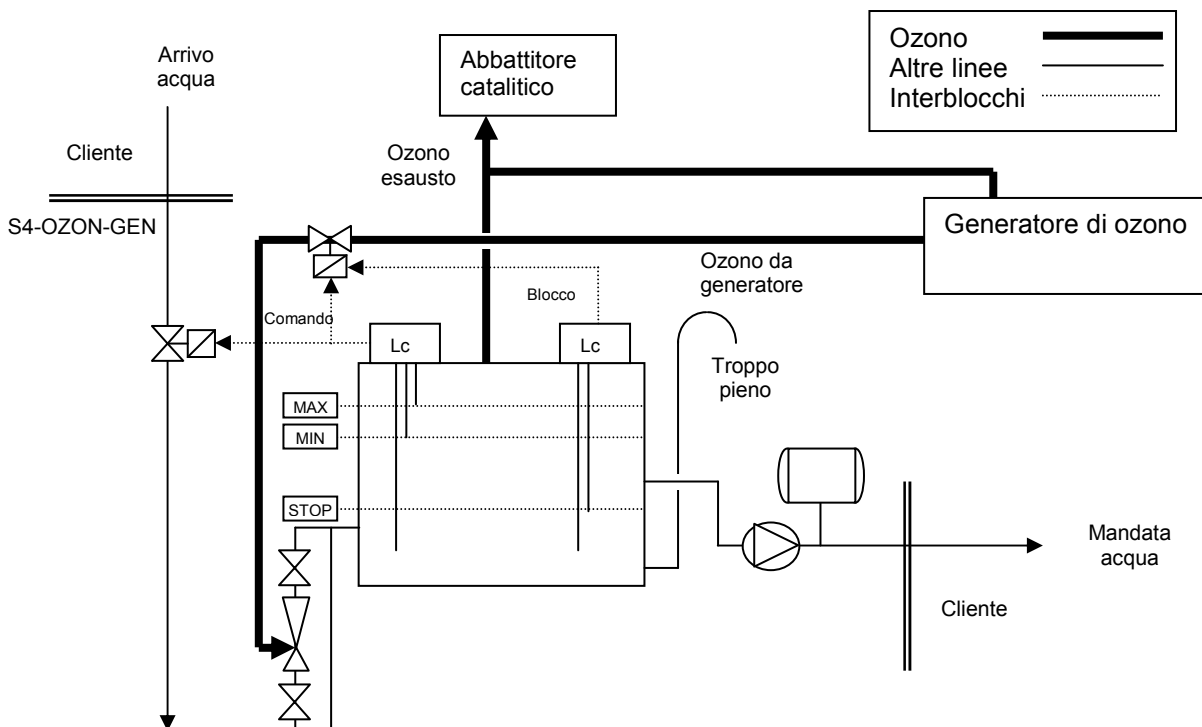 Arrivo
acqua
Abbattitore
catalitico
Ozono
Altre linee
Interblocchi
Cliente
Ozono
esausto
S4-OZON-GEN
Generatore di ozono
Ozono da
generatore
Blocco
Comando
Lc
Lc
Troppo
pieno
MAX
MIN
STOP
Mandata
acqua
Cliente